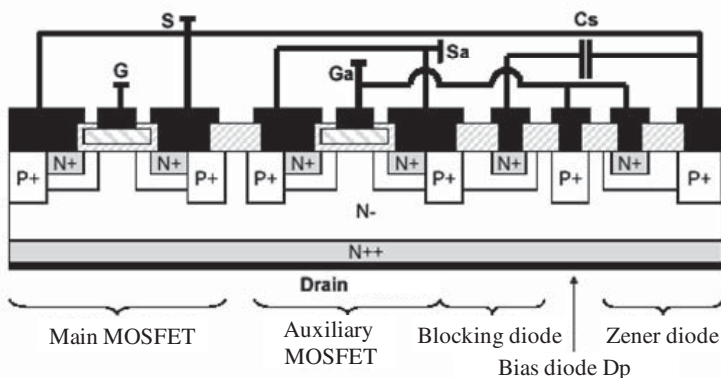 S
Cs
G
Ga
Sa
P+ N+ N+ P+ P+ N+ N+ P+ N+ P+ N+ P+
N-
N++
Drain
Main MOSFET
Auxiliary
MOSFET
Blocking diode
Zener diode
Bias diode Dp